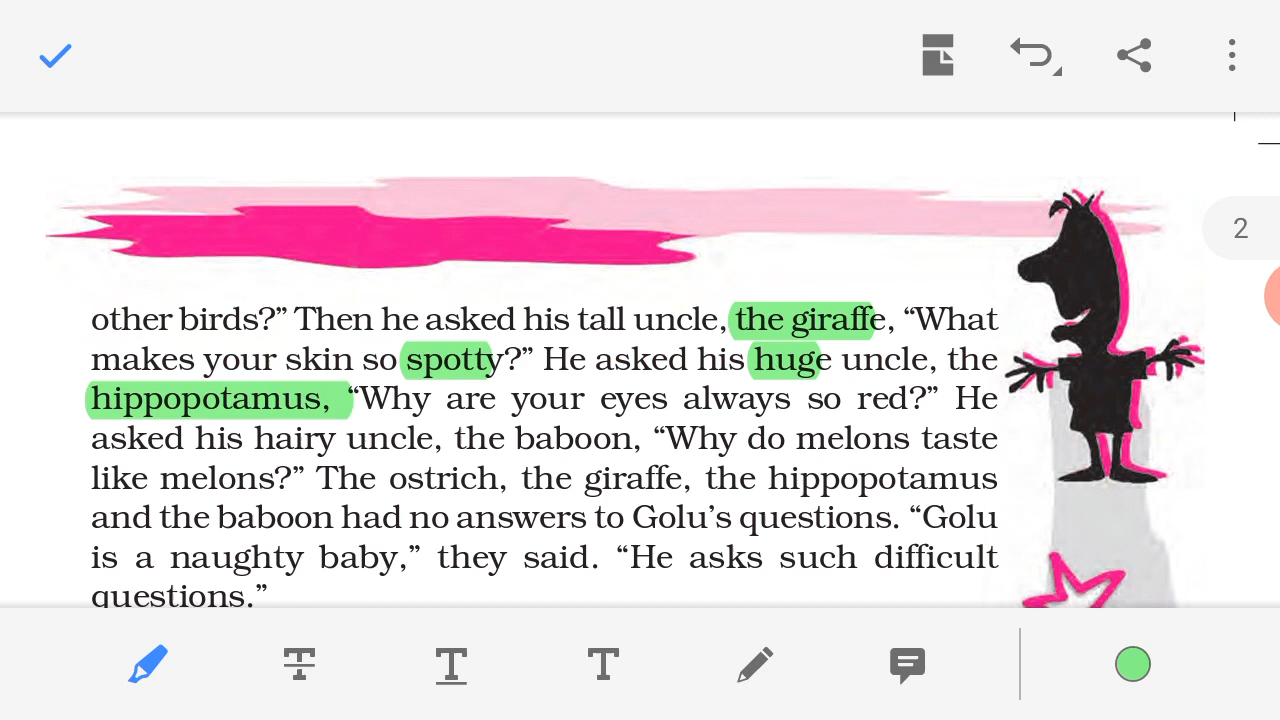 2
other birds?” Then he asked his tall uncle, the giraffe, “What
makes your skin so spotty?” He asked his huge uncle, the
hippopotamus, “Why are your eyes always so red?” He
asked his hairy uncle, the baboon, “Why do melons taste
like melons?” The ostrich, the giraffe, the hippopotamus
and the baboon had no answers to Golu’s questions. “Golu
is a naughty baby,” they said. “He asks such difficult
questions.”